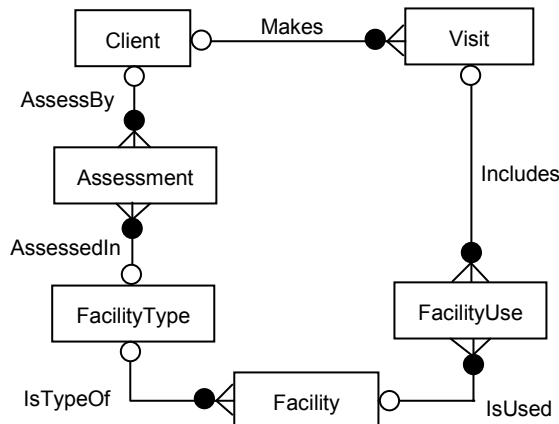 Makes
Client
Visit
AssessBy
Assessment
Includes
AssessedIn
FacilityType
FacilityUse
IsTypeOf
Facility
IsUsed